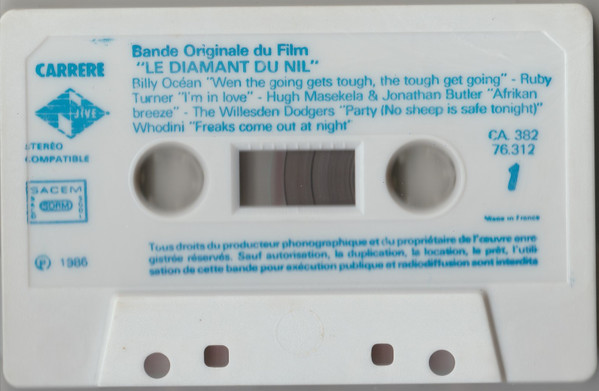 Bande Originale du Film
CARRERE
"LE DIAMANT DU NIL"
Billy Océan "Wen the going gets tough, the tough get going" - Ruby
Turner "I'm in love" - Hugh Masekela & Jonathan Butler "Afrikan
breeze" - The Willesden Dodgers "Party (No sheep is safe tonight)"
Whodini "Freaks come out at night"
JIVE
STEREO
COMPATIBLE
CA. 382
76.312
1
SACEM
SDRM
Made in France
Tous droits du producteur phonographique et du propriétaire de l'œuvre enre
gistrée réservés. Sauf autorisation, la duplication, la location, le prêt, l'utili-
sation de cette bande pour exécution publique et radiodiffusion sont interdits
℗ 1986